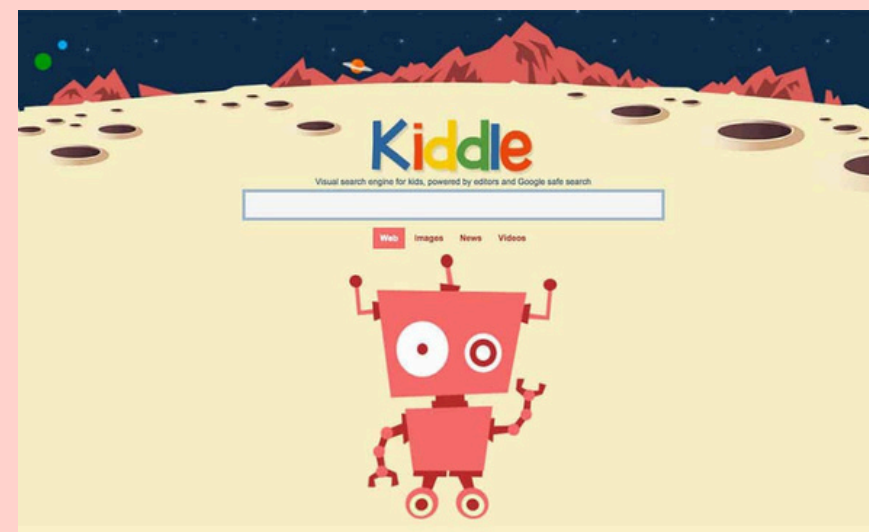 Kiddle
Visual search engine for kids, powered by editors and Google safe search
Web Images News Videos